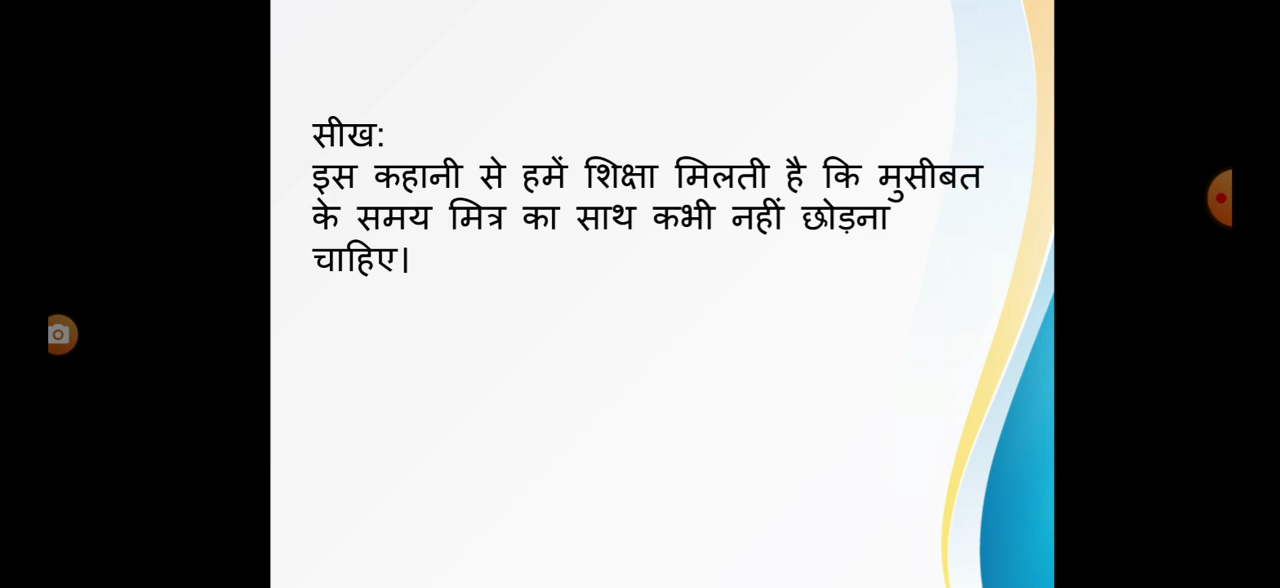 सीख:
इस कहानी से हमें शिक्षा मिलती है कि मुसीबत
के समय मित्र का साथ कभी नहीं छोड़ना
चाहिए।